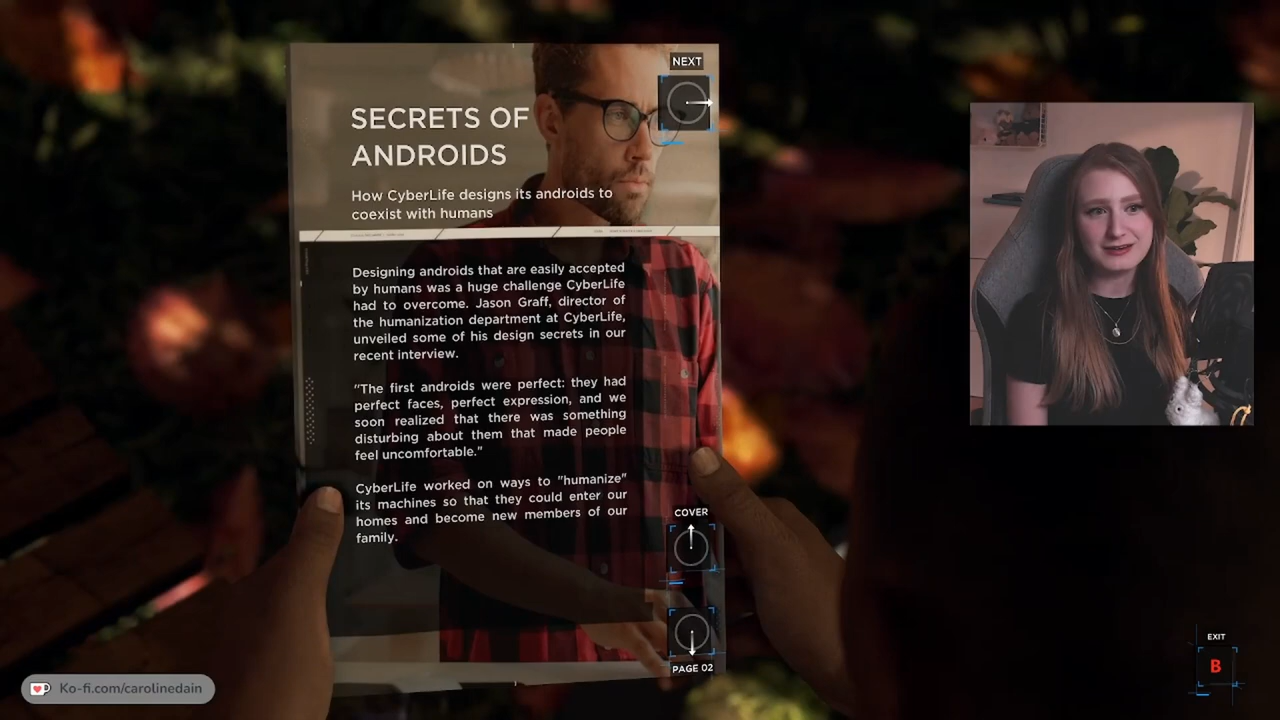 NEXT
SECRETS OF
ANDROIDS
How CyberLife designs its androids to
coexist with humans
Designing androids that are easily accepted
by humans was a huge challenge CyberLife
had to overcome. Jason Graff, director of
the humanization department at CyberLife,
unveiled some of his design secrets in our
recent interview.
"The first androids were perfect: they had
perfect faces, perfect expression, and we
soon realized that there was something
disturbing about them that made people
feel uncomfortable."
CyberLife worked on ways to "humanize"
its machines so that they could enter our
homes and become new members of our
family.
COVER
PAGE 02
EXIT
B
Ko-fi.com/carolinedain